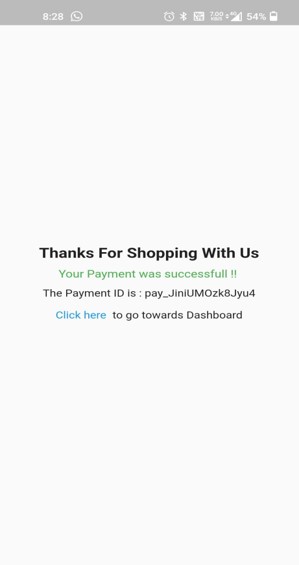 8:28
7.00
KB/S
4G
54%
Thanks For Shopping With Us
Your Payment was successfull !!
The Payment ID is : pay_JiniUMOzk8Jyu4
Click here to go towards Dashboard